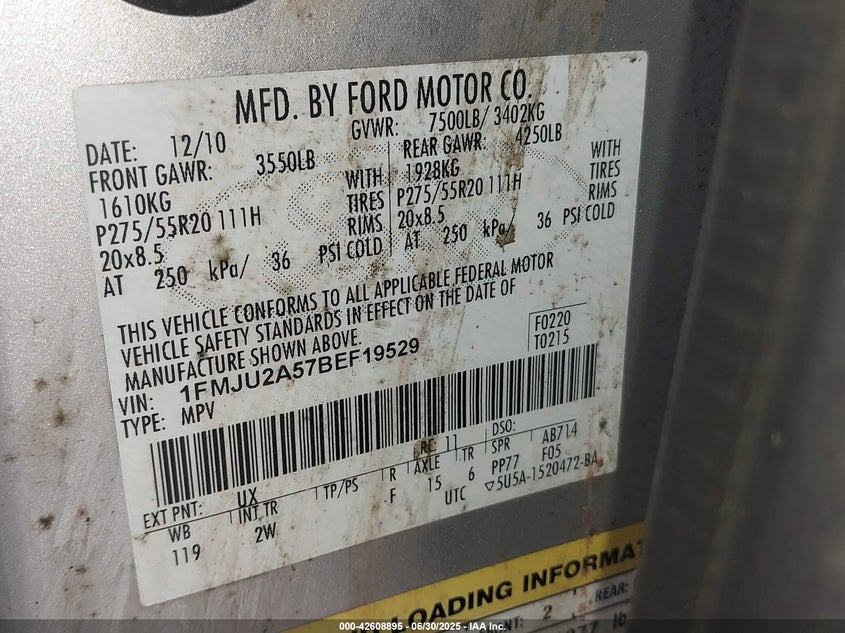 MFD. BY FORD MOTOR CO.
DATE: 12/10 GVWR: 7500LB/ 3402KG
FRONT GAWR: 3550LB REAR GAWR: 4250LB
1610KG WITH 1928KG WITH
P275/55R20 111H TIRES P275/55R20 111H TIRES
20x8.5 RIMS 20x8.5 RIMS
AT 250 kPa/ 36 PSI COLD AT 250 kPa/ 36 PSI COLD
THIS VEHICLE CONFORMS TO ALL APPLICABLE FEDERAL MOTOR
VEHICLE SAFETY STANDARDS IN EFFECT ON THE DATE OF
MANUFACTURE SHOWN ABOVE.
F0220
T0215
VIN: 1FMJU2A57BEF19529
TYPE: MPV
EXT PNT: UX RC: 11 DSO:
WB INT TR TP/PS R AXLE TR SPR AB714
119 2W F 15 6 PP77 F05
UTC ▽5U5A-1520472-BA
LOADING INFORMAT
2 REAR:
lb
000-42608895 - 06/30/2025 - IAA Inc.